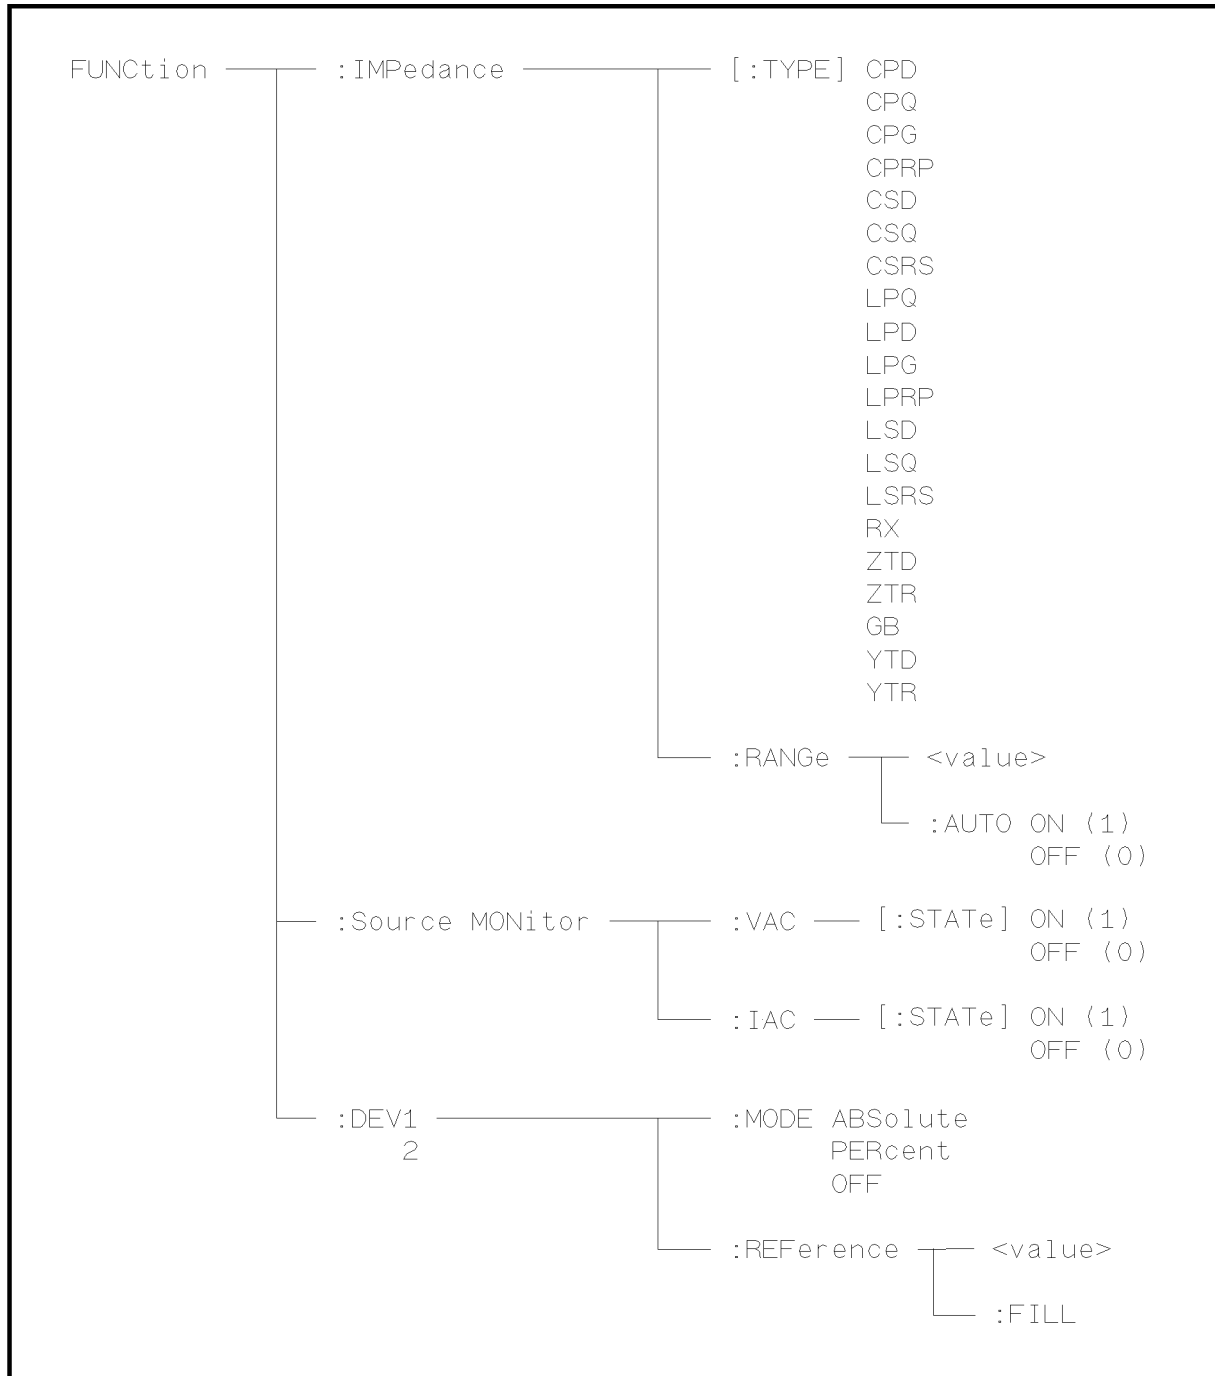 FUNCtion :IMPedance [:TYPE] CPD
CPQ
CPG
CPRP
CSD
CSQ
CSRS
LPQ
LPD
LPG
LPRP
LSD
LSQ
LSRS
RX
ZTD
ZTR
GB
YTD
YTR
:RANGe <value>
:AUTO ON (1)
OFF (0)
:Source MONitor :VAC [:STATe] ON (1)
OFF (0)
:IAC [:STATe] ON (1)
OFF (0)
:DEV1 :MODE ABSolute
2 PERcent
OFF
:REFerence <value>
:FILL